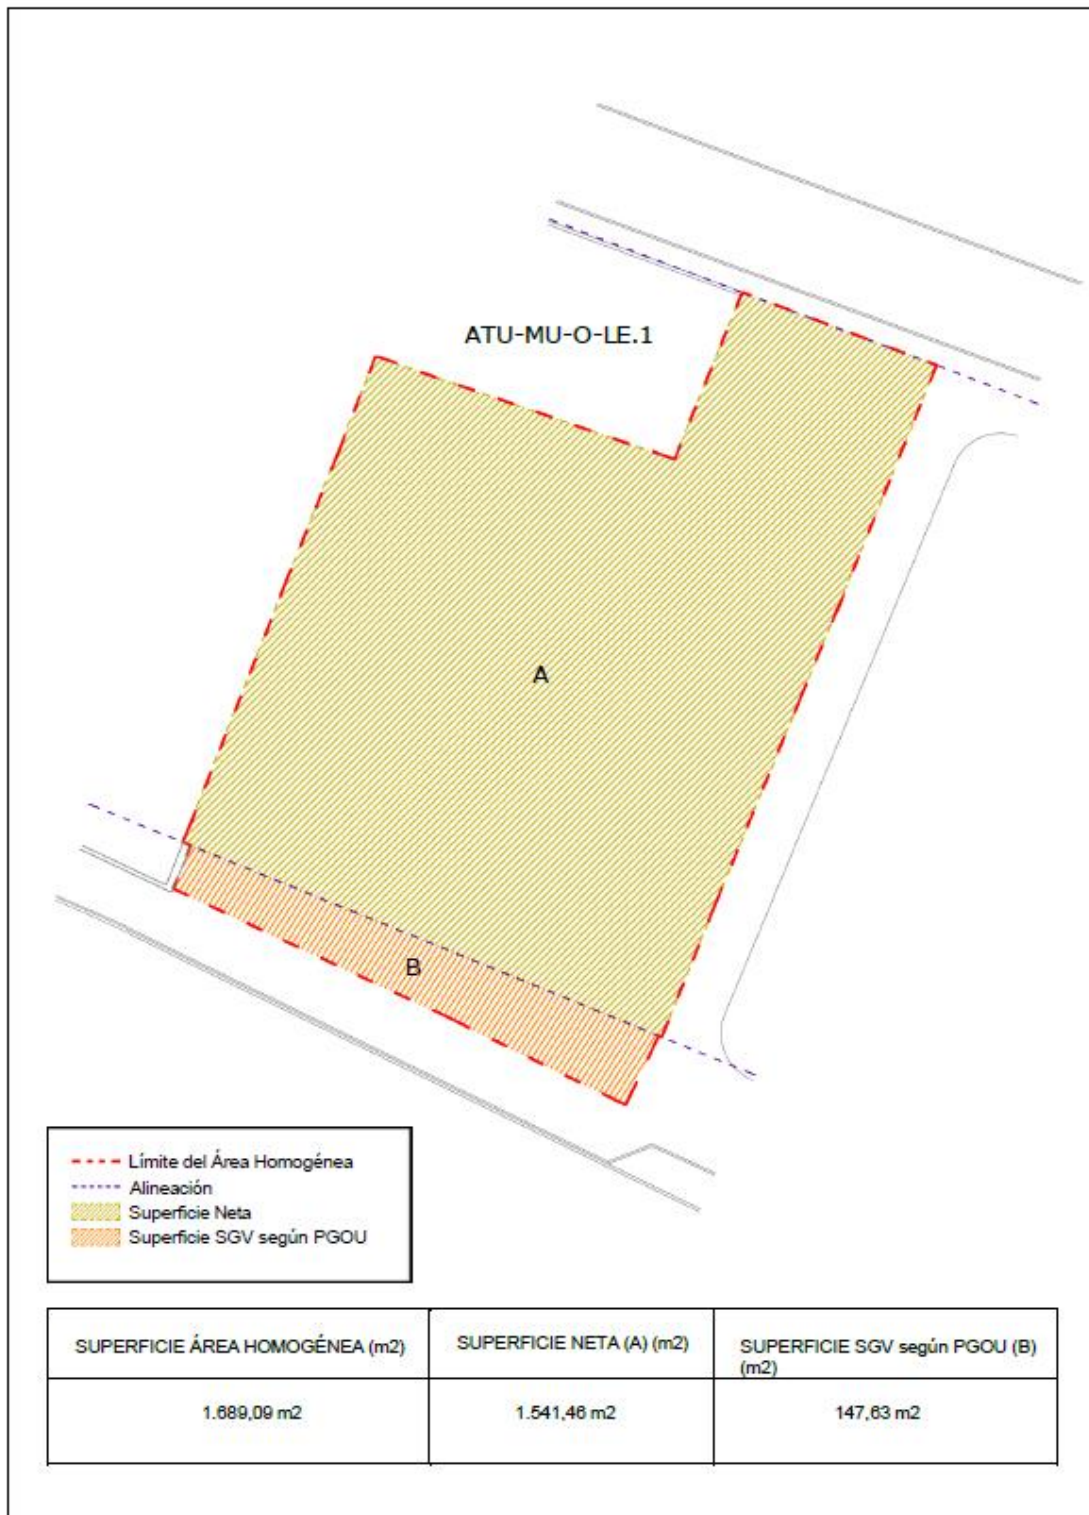 ATU-MU-O-LE.1
A
B
Límite del Área Homogénea
Alineación
Superficie Neta
Superficie SGV según PGOU
SUPERFICIE ÁREA HOMOGÉNEA (m2)
SUPERFICIE NETA (A) (m2)
SUPERFICIE SGV según PGOU (B)
(m2)
1.689,09 m2
1.541,46 m2
147,63 m2